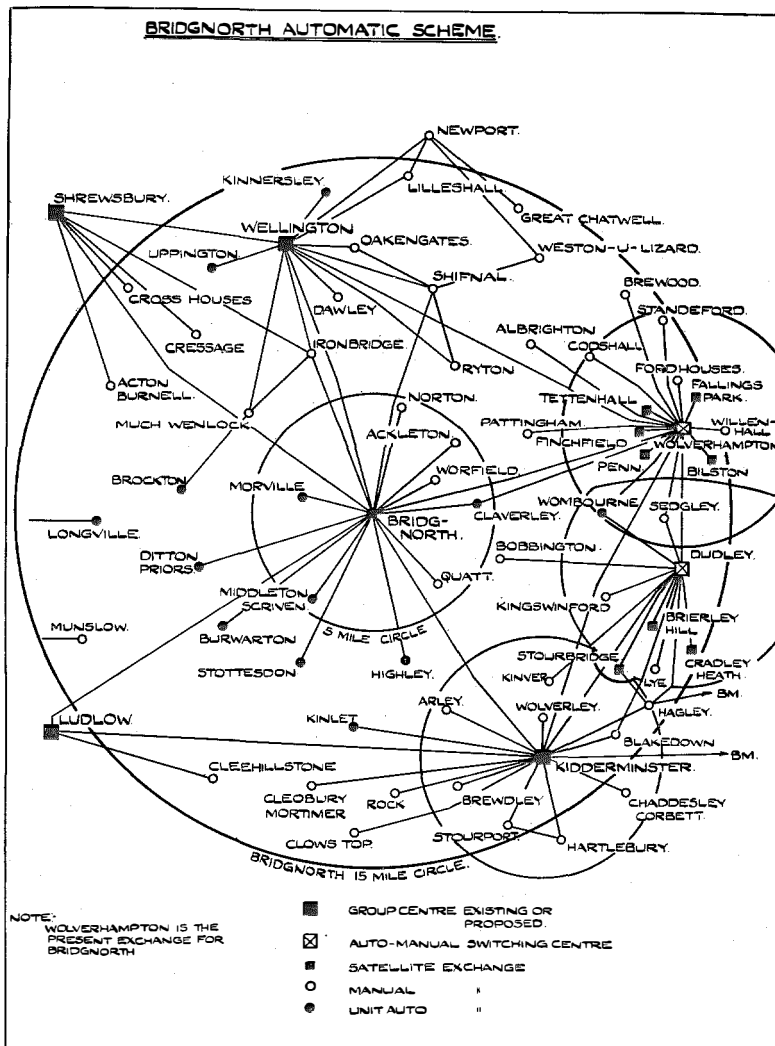 BRIDGNORTH AUTOMATIC SCHEME.
NEWPORT.
KINNERSLEY
LILLESHALL
SHREWSBURY.
GREAT CHATWELL.
WELLINGTON
OAKENGATES.
WESTON-U-LIZARD.
UPPINGTON.
SHIFNAL.
BREWOOD.
CROSS HOUSES
DAWLEY
STANDEFORD.
ALBRIGHTON
CODSHALL
CRESSAGE
IRONBRIDGE.
RYTON
FORDHOUSES.
ACTON
BURNELL.
TETTENHALL
FALLINGS
PARK.
NORTON.
MUCH WENLOCK.
PATTINGHAM.
WILLEN-
HALL
ACKLETON
FINCHFIELD
WOLVERHAMPTON
WORFIELD.
PENN.
BILSTON
BROCKTON
MORVILLE
WOMBOURNE
SEDGLEY.
LONGVILLE.
BRIDG-
NORTH.
CLAVERLEY.
DITTON
PRIORS.
BOBBINGTON.
DUDLEY.
QUATT.
MIDDLETON
SCRIVEN.
KINGSWINFORD
MUNSLOW.
BURWARTON
5 MILE CIRCLE
BRIERLEY
HILL
STOTTESDON
HIGHLEY.
STOURBRIDGE
CRADLEY
HEATH.
KINVER
LYE.
BM.
ARLEY.
WOLVERLEY.
HAGLEY.
LUDLOW.
KINLET
BLAKEDOWN
BM.
KIDDERMINSTER.
CLEEHILLSTONE
CLEOBURY
MORTIMER
ROCK
BREWDLEY.
CHADDESLEY
CORBETT.
CLOWS TOP.
STOURPORT.
HARTLEBURY.
BRIDGNORTH 15 MILE CIRCLE.
NOTE:-
WOLVERHAMPTON IS THE
PRESENT EXCHANGE FOR
BRIDGNORTH
GROUP CENTRE EXISTING OR
PROPOSED.
AUTO-MANUAL SWITCHING CENTRE
SATELLITE EXCHANGE
MANUAL "
UNIT AUTO "